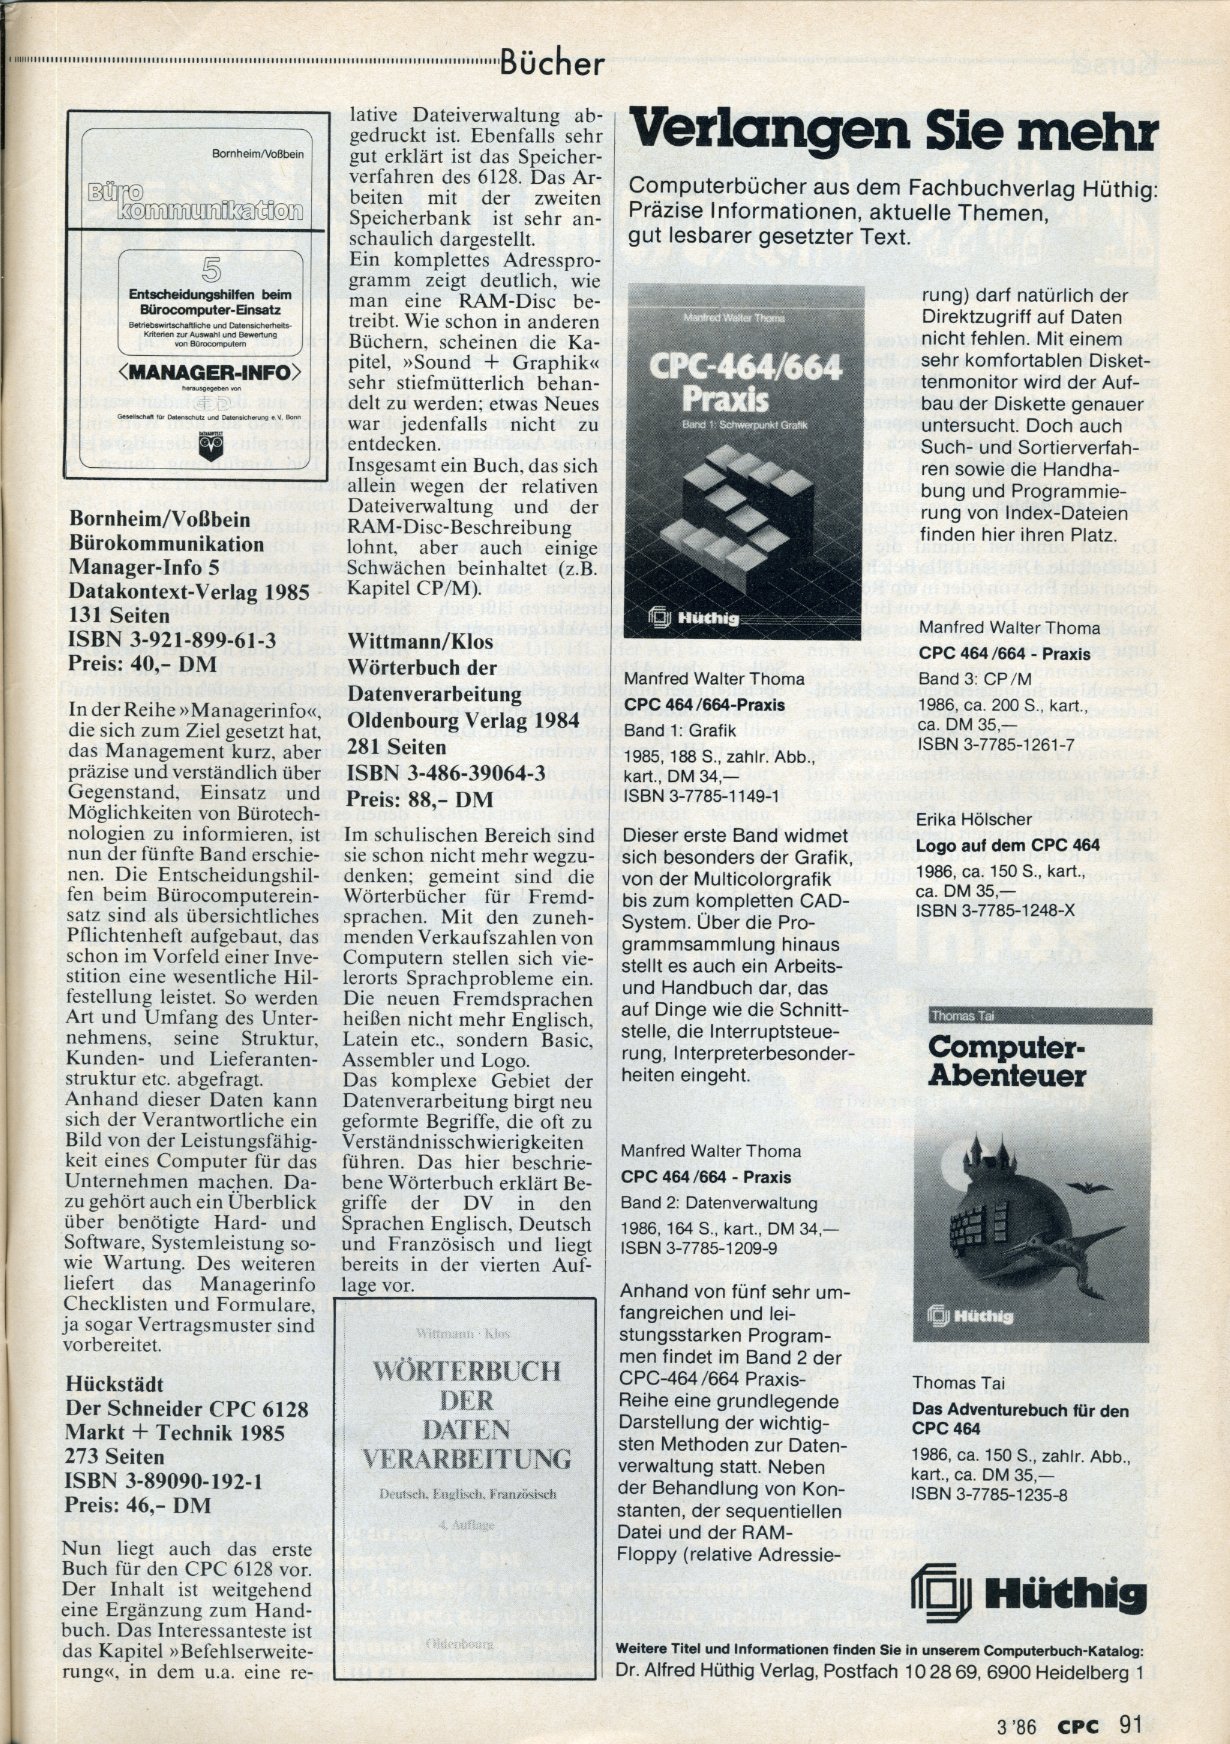 Bücher
Bornheim/Voßbein
Büro
kommunikation
5
Entscheidungshilfen beim
Bürocomputer-Einsatz
Betriebswirtschaftliche und Datensicherheits-
Kriterien zur Auswahl und Bewertung
von Bürocomputern
<MANAGER-INFO>
herausgegeben von
Gesellschaft für Datenschutz und Datensicherung e.V, Bonn
Bornheim/Voßbein
Bürokommunikation
Manager-Info 5
Datakontext-Verlag 1985
131 Seiten
ISBN 3-921-899-61-3
Preis: 40,– DM
In der Reihe »Managerinfo«,
die sich zum Ziel gesetzt hat,
das Management kurz, aber
präzise und verständlich über
Gegenstand, Einsatz und
Möglichkeiten von Bürotech-
nologien zu informieren, ist
nun der fünfte Band erschie-
nen. Die Entscheidungshil-
fen beim Bürocomputerein-
satz sind als übersichtliches
Pflichtenheft aufgebaut, das
schon im Vorfeld einer Inve-
stition eine wesentliche Hil-
festellung leistet. So werden
Art und Umfang des Unter-
nehmens, seine Struktur,
Kunden- und Lieferanten-
struktur etc. abgefragt.
Anhand dieser Daten kann
sich der Verantwortliche ein
Bild von der Leistungsfähig-
keit eines Computer für das
Unternehmen machen. Da-
zu gehört auch ein Überblick
über benötigte Hard- und
Software, Systemleistung so-
wie Wartung. Des weiteren
liefert das Managerinfo
Checklisten und Formulare,
ja sogar Vertragsmuster sind
vorbereitet.
Hückstädt
Der Schneider CPC 6128
Markt + Technik 1985
273 Seiten
ISBN 3-89090-192-1
Preis: 46,– DM
Nun liegt auch das erste
Buch für den CPC 6128 vor.
Der Inhalt ist weitgehend
eine Ergänzung zum Hand-
buch. Das Interessanteste ist
das Kapitel »Befehlserweite-
rung«, in dem u.a. eine re-
lative Dateiverwaltung ab-
gedruckt ist. Ebenfalls sehr
gut erklärt ist das Speicher-
verfahren des 6128. Das Ar-
beiten mit der zweiten
Speicherbank ist sehr an-
schaulich dargestellt.
Ein komplettes Adresspro-
gramm zeigt deutlich, wie
man eine RAM-Disc be-
treibt. Wie schon in anderen
Büchern, scheinen die Ka-
pitel, »Sound + Graphik«
sehr stiefmütterlich behan-
delt zu werden; etwas Neues
war jedenfalls nicht zu
entdecken.
Insgesamt ein Buch, das sich
allein wegen der relativen
Dateiverwaltung und der
RAM-Disc-Beschreibung
lohnt, aber auch einige
Schwächen beinhaltet (z.B.
Kapitel CP/M).
Wittmann/Klos
Wörterbuch der
Datenverarbeitung
Oldenbourg Verlag 1984
281 Seiten
ISBN 3-486-39064-3
Preis: 88,– DM
Im schulischen Bereich sind
sie schon nicht mehr wegzu-
denken; gemeint sind die
Wörterbücher für Fremd-
sprachen. Mit den zuneh-
menden Verkaufszahlen von
Computern stellen sich vie-
lerorts Sprachprobleme ein.
Die neuen Fremdsprachen
heißen nicht mehr Englisch,
Latein etc., sondern Basic,
Assembler und Logo.
Das komplexe Gebiet der
Datenverarbeitung birgt neu
geformte Begriffe, die oft zu
Verständnisschwierigkeiten
führen. Das hier beschrie-
bene Wörterbuch erklärt Be-
griffe der DV in den
Sprachen Englisch, Deutsch
und Französisch und liegt
bereits in der vierten Auf-
lage vor.
Wittmann · Klos
WÖRTERBUCH
DER
DATEN
VERARBEITUNG
Deutsch, Englisch, Französisch
4. Auflage
Oldenbourg
Verlangen Sie mehr
Computerbücher aus dem Fachbuchverlag Hüthig:
Präzise Informationen, aktuelle Themen,
gut lesbarer gesetzter Text.
Manfred Walter Thoma
CPC-464/664
Praxis
Band 1: Schwerpunkt Grafik
Hüthig
Manfred Walter Thoma
CPC 464/664-Praxis
Band 1: Grafik
1985, 188 S., zahlr. Abb.,
kart., DM 34,—
ISBN 3-7785-1149-1
Dieser erste Band widmet
sich besonders der Grafik,
von der Multicolorgrafik
bis zum kompletten CAD-
System. Über die Pro-
grammsammlung hinaus
stellt es auch ein Arbeits-
und Handbuch dar, das
auf Dinge wie die Schnitt-
stelle, die Interruptsteue-
rung, Interpreterbesonder-
heiten eingeht.
Manfred Walter Thoma
CPC 464/664 - Praxis
Band 2: Datenverwaltung
1986, 164 S., kart., DM 34,—
ISBN 3-7785-1209-9
Anhand von fünf sehr um-
fangreichen und lei-
stungsstarken Program-
men findet im Band 2 der
CPC-464/664 Praxis-
Reihe eine grundlegende
Darstellung der wichtig-
sten Methoden zur Daten-
verwaltung statt. Neben
der Behandlung von Kon-
stanten, der sequentiellen
Datei und der RAM-
Floppy (relative Adressie-
rung) darf natürlich der
Direktzugriff auf Daten
nicht fehlen. Mit einem
sehr komfortablen Disket-
tenmonitor wird der Auf-
bau der Diskette genauer
untersucht. Doch auch
Such- und Sortierverfah-
ren sowie die Handha-
bung und Programmie-
rung von Index-Dateien
finden hier ihren Platz.
Manfred Walter Thoma
CPC 464/664 - Praxis
Band 3: CP/M
1986, ca. 200 S., kart.,
ca. DM 35,—
ISBN 3-7785-1261-7
Erika Hölscher
Logo auf dem CPC 464
1986, ca. 150 S., kart.,
ca. DM 35,—
ISBN 3-7785-1248-X
Thomas Tai
Computer-
Abenteuer
Hüthig
Thomas Tai
Das Adventurebuch für den
CPC 464
1986, ca. 150 S., zahlr. Abb.,
kart., ca. DM 35,—
ISBN 3-7785-1235-8
Hüthig
Weitere Titel und Informationen finden Sie in unserem Computerbuch-Katalog:
Dr. Alfred Hüthig Verlag, Postfach 10 28 69, 6900 Heidelberg 1
3 '86 CPC 91